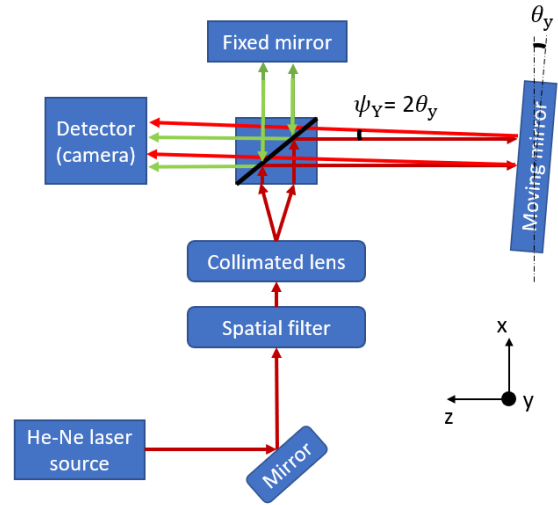 θy
Fixed mirror
ψY= 2θy
Detector
(camera)
Moving mirror
Collimated lens
Spatial filter
x
z
y
He-Ne laser
source
Mirror